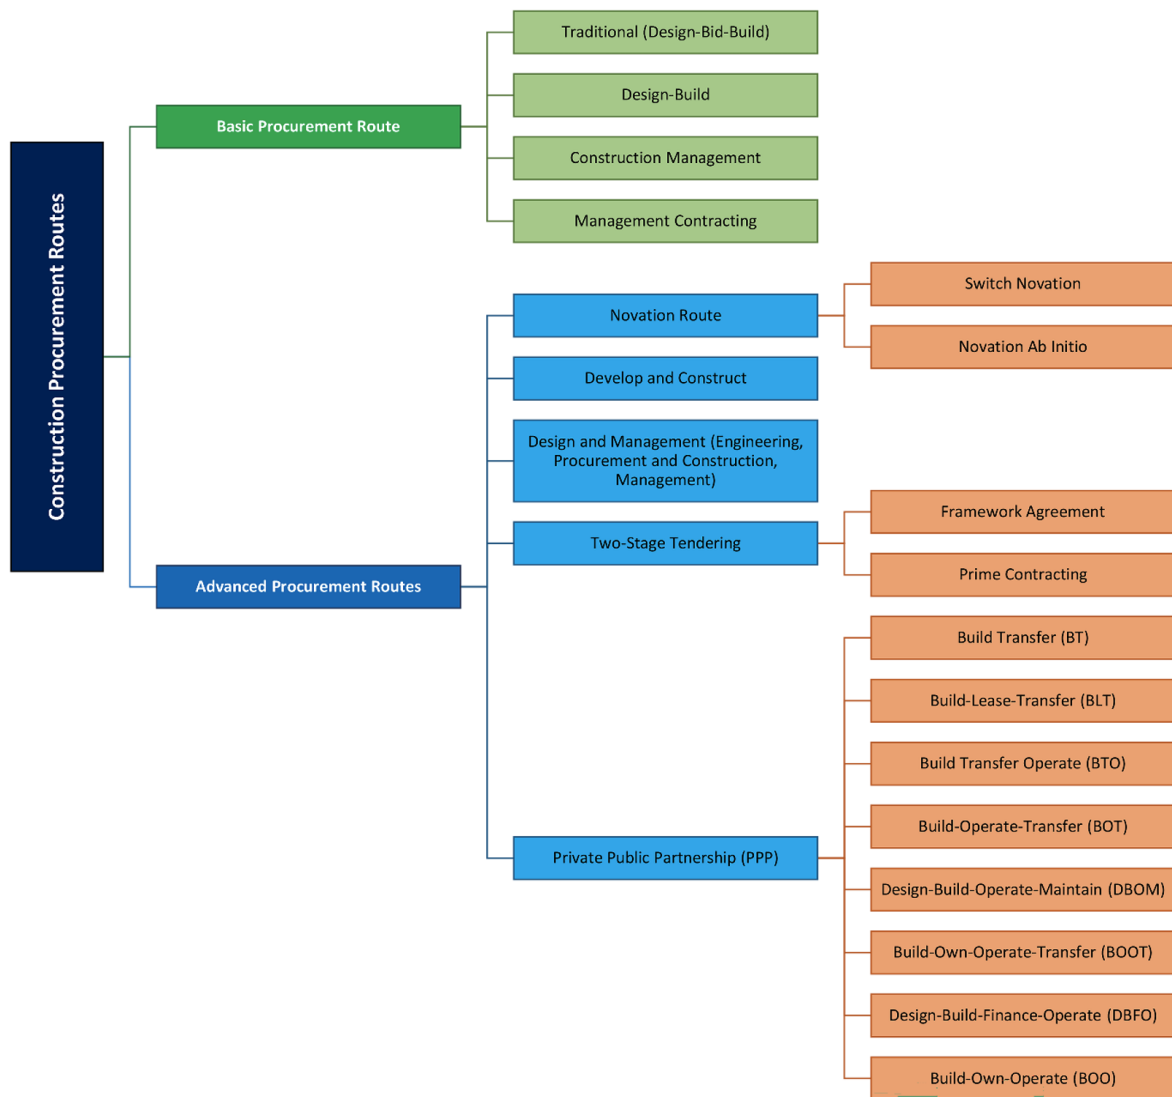 Construction Procurement Routes
Basic Procurement Route
Traditional (Design-Bid-Build)
Design-Build
Construction Management
Management Contracting
Advanced Procurement Routes
Novation Route
Switch Novation
Novation Ab Initio
Develop and Construct
Design and Management (Engineering,
Procurement and Construction,
Management)
Two-Stage Tendering
Framework Agreement
Prime Contracting
Private Public Partnership (PPP)
Build Transfer (BT)
Build-Lease-Transfer (BLT)
Build Transfer Operate (BTO)
Build-Operate-Transfer (BOT)
Design-Build-Operate-Maintain (DBOM)
Build-Own-Operate-Transfer (BOOT)
Design-Build-Finance-Operate (DBFO)
Build-Own-Operate (BOO)